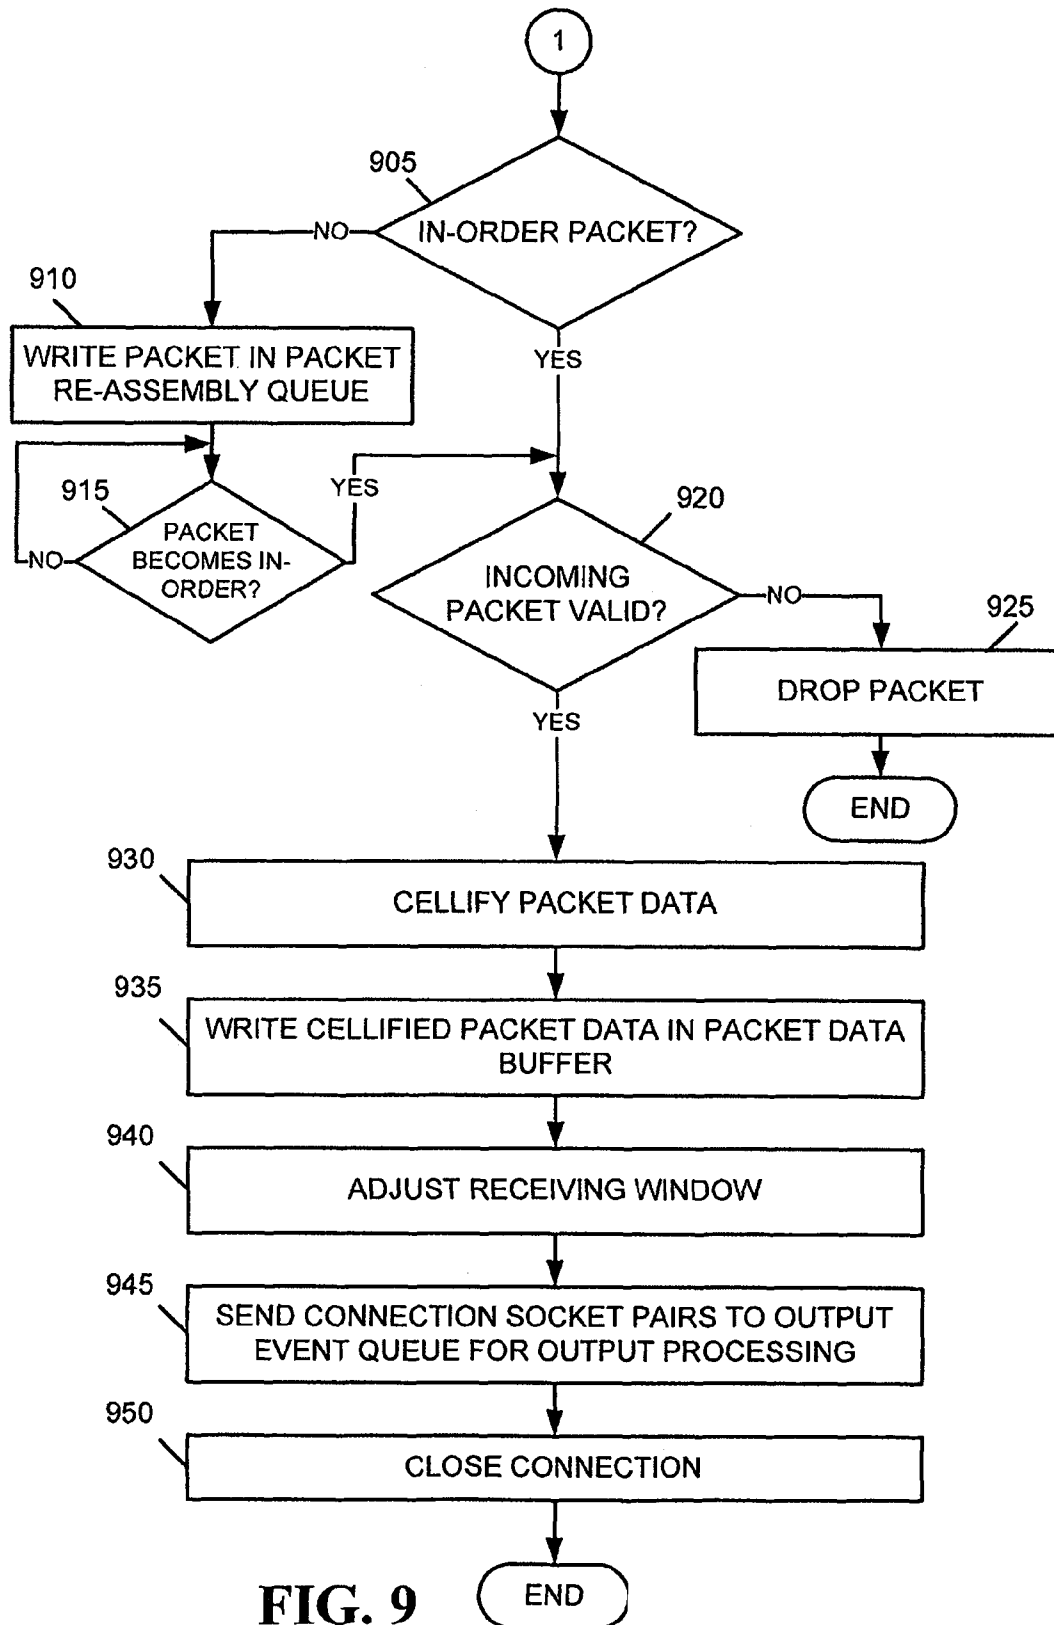 1
905
IN-ORDER PACKET?
NO
910
YES
WRITE PACKET IN PACKET
RE-ASSEMBLY QUEUE
915
YES
920
PACKET
BECOMES IN-
ORDER?
NO
INCOMING
PACKET VALID?
NO
925
DROP PACKET
YES
END
930
CELLIFY PACKET DATA
935
WRITE CELLIFIED PACKET DATA IN PACKET DATA
BUFFER
940
ADJUST RECEIVING WINDOW
945
SEND CONNECTION SOCKET PAIRS TO OUTPUT
EVENT QUEUE FOR OUTPUT PROCESSING
950
CLOSE CONNECTION
END
FIG. 9